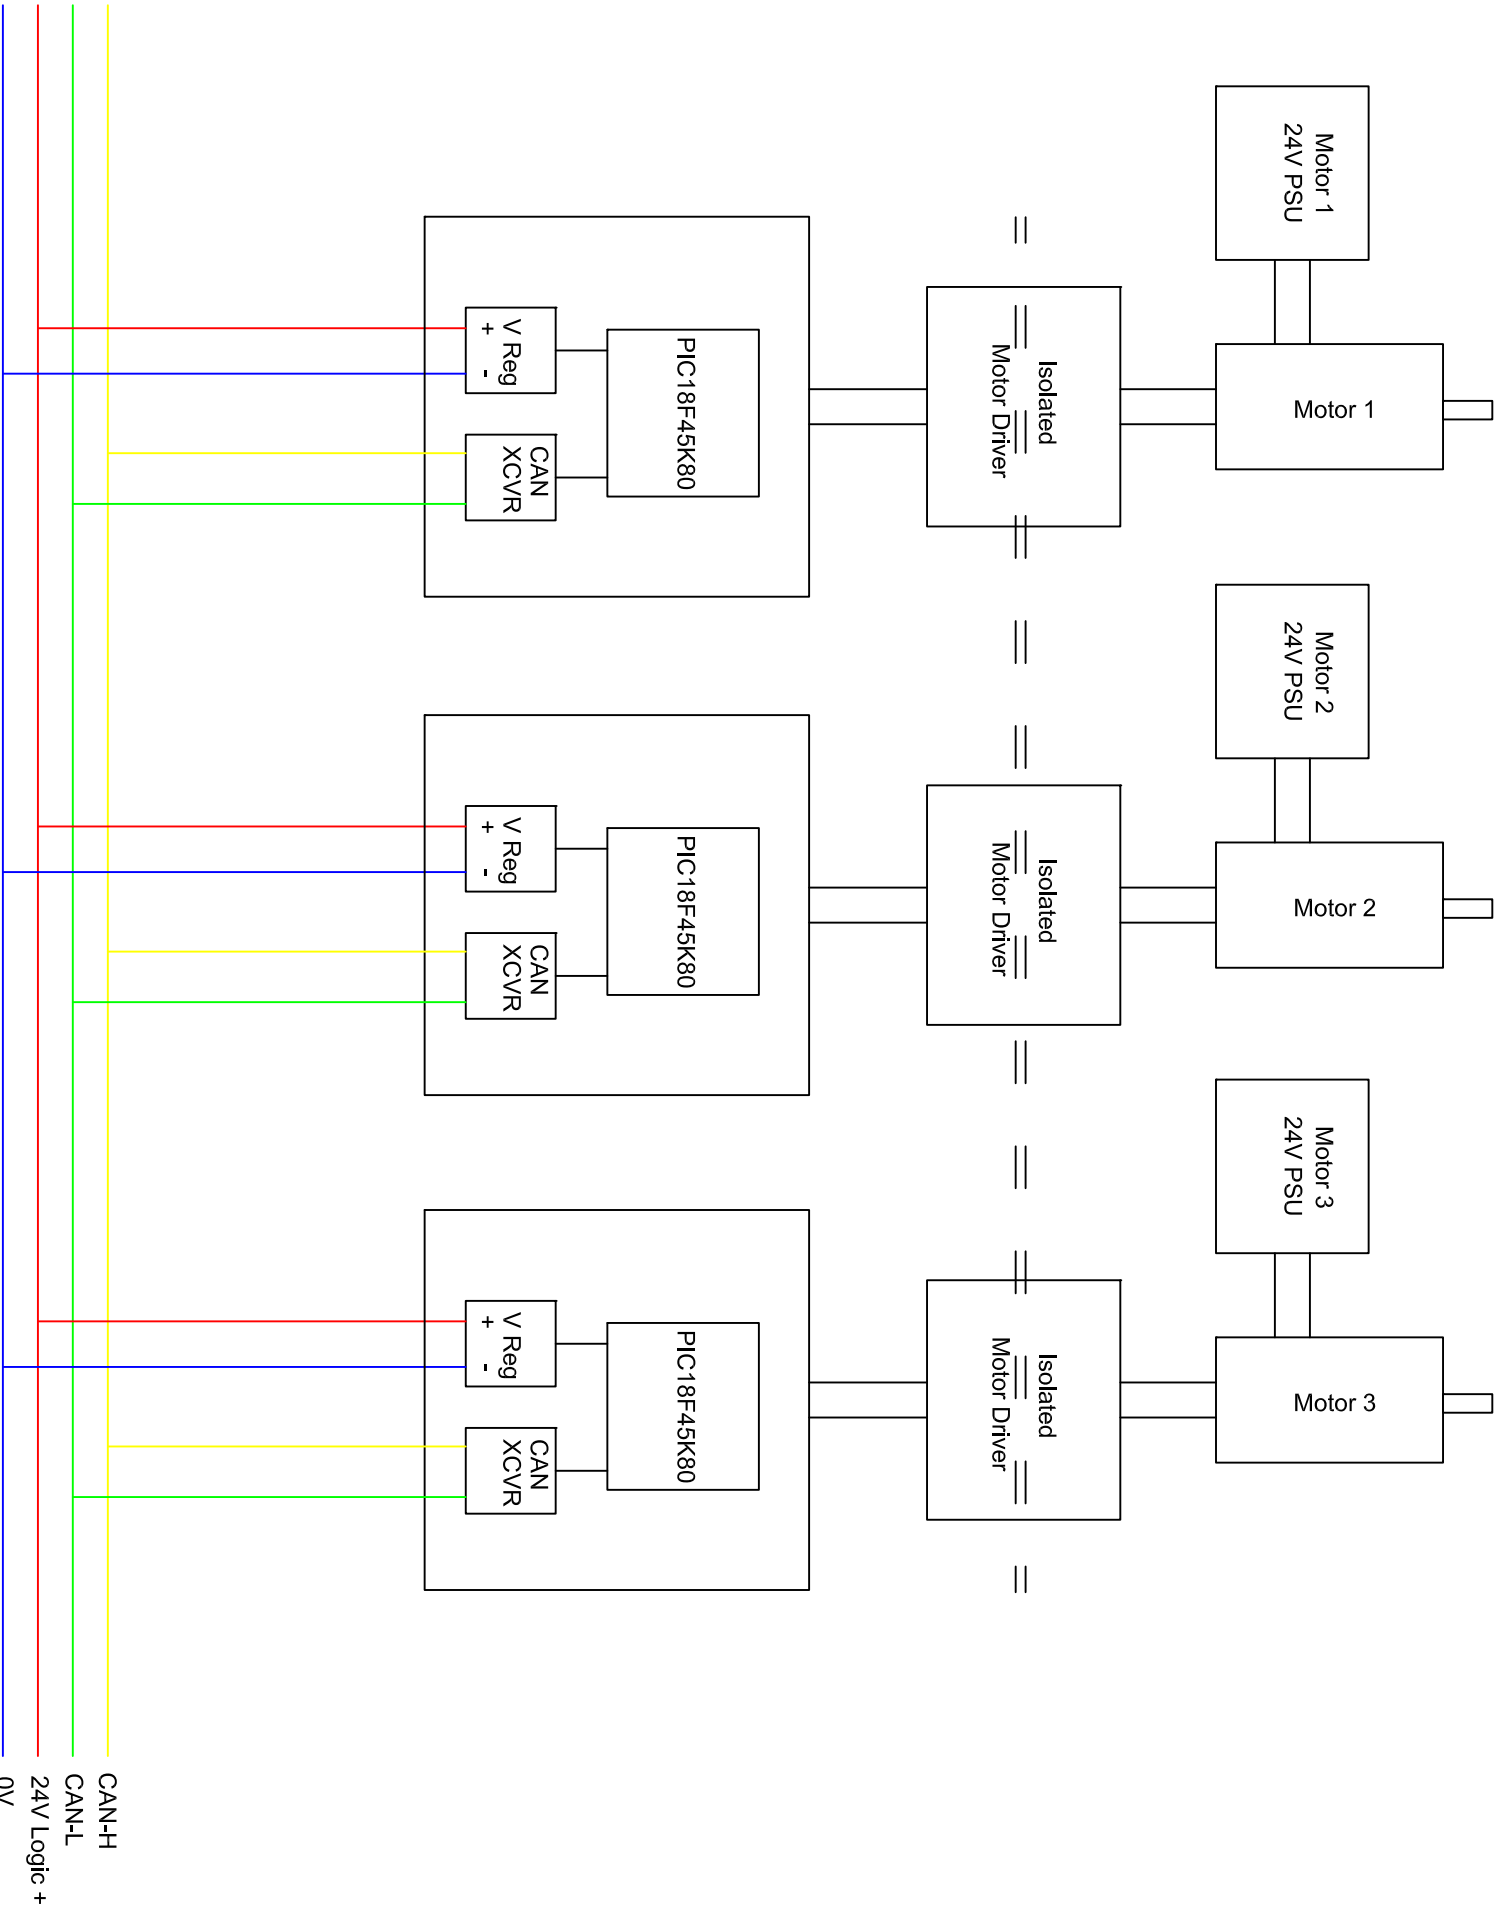 Motor 1
24V PSU
Motor 1
Isolated
Motor Driver
PIC18F45K80
V Reg
+ -
CAN
XCVR
Motor 2
24V PSU
Motor 2
Isolated
Motor Driver
PIC18F45K80
V Reg
+ -
CAN
XCVR
Motor 3
24V PSU
Motor 3
Isolated
Motor Driver
PIC18F45K80
V Reg
+ -
CAN
XCVR
CAN-H
CAN-L
24V Logic +
0V